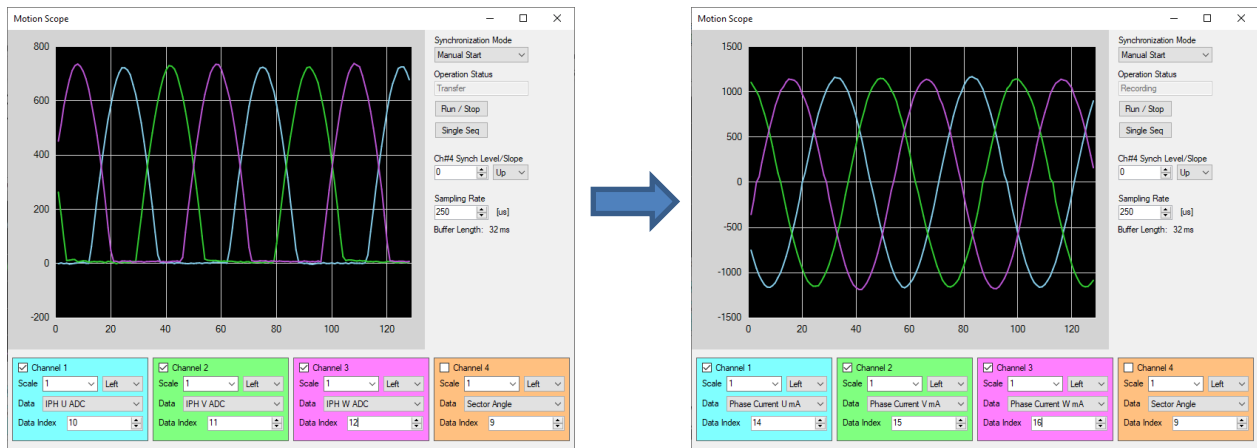 Motion Scope
800
600
400
200
0
-200
0 20 40 60 80 100 120
Synchronization Mode
Manual Start
Operation Status
Transfer
Run / Stop
Single Seq
Ch#4 Synch Level/Slope
0 Up
Sampling Rate
250 [us]
Buffer Length: 32 ms
Channel 1
Scale 1 Left
Data IPH U ADC
Data Index 10
Channel 2
Scale 1 Left
Data IPH V ADC
Data Index 11
Channel 3
Scale 1 Left
Data IPH W ADC
Data Index 12
Channel 4
Scale 1 Left
Data Sector Angle
Data Index 9
Motion Scope
1500
1000
500
0
-500
-1000
-1500
0 20 40 60 80 100 120
Synchronization Mode
Manual Start
Operation Status
Recording
Run / Stop
Single Seq
Ch#4 Synch Level/Slope
0 Up
Sampling Rate
250 [us]
Buffer Length: 32 ms
Channel 1
Scale 1 Left
Data Phase Current U mA
Data Index 14
Channel 2
Scale 1 Left
Data Phase Current V mA
Data Index 15
Channel 3
Scale 1 Left
Data Phase Current W mA
Data Index 16
Channel 4
Scale 1 Left
Data Sector Angle
Data Index 9